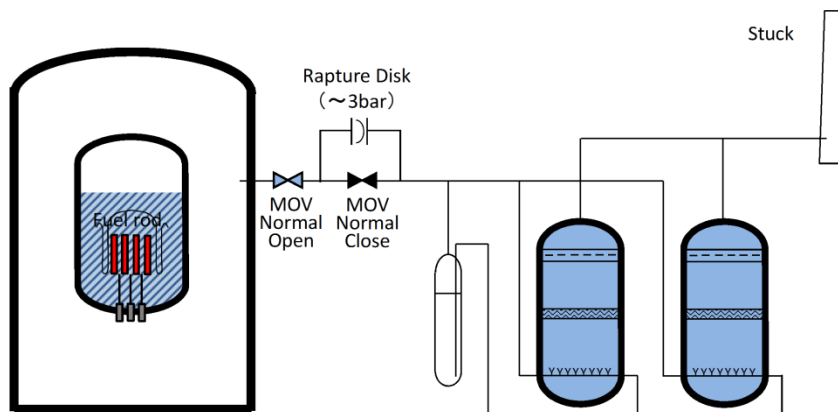 Stuck
Rapture Disk
（～3bar）
Fuel rod
MOV
Normal
Open
MOV
Normal
Close